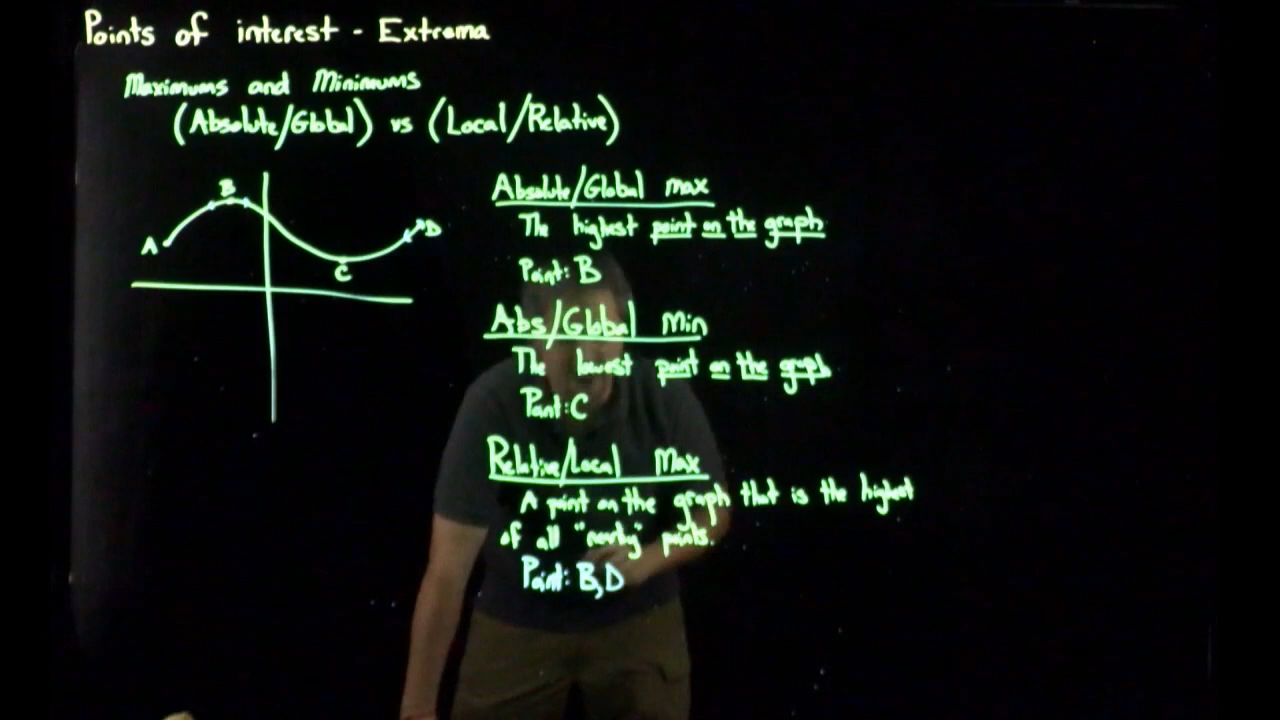 Points of interest - Extrema
Maximums and Minimums
(Absolute/Global) vs (Local/Relative)
A
B
C
D
Absolute/Global max
The highest point on the graph
Point: B
Abs/Global Min
The lowest point on the graph
Point: C
Relative/Local Max
A point on the graph that is the highest
of all "nearby" points.
Point: B, D